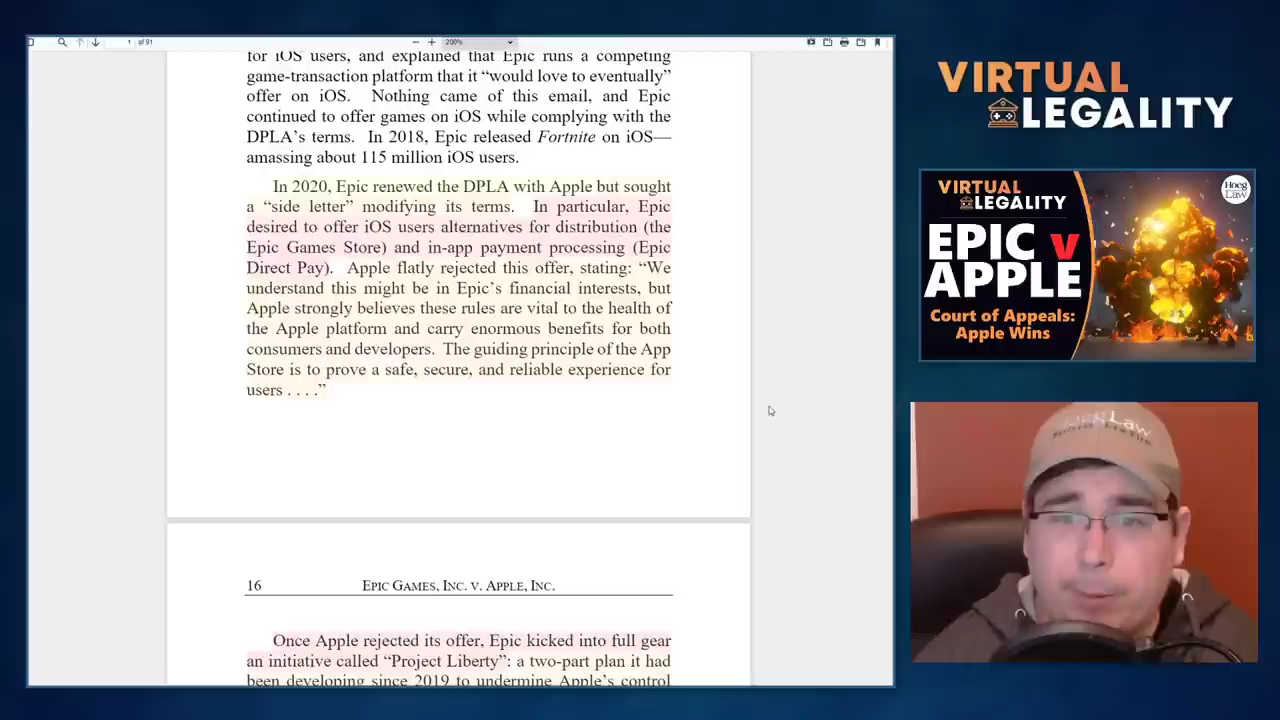 1 of 91
200%
for iOS users, and explained that Epic runs a competing
game-transaction platform that it “would love to eventually”
offer on iOS. Nothing came of this email, and Epic
continued to offer games on iOS while complying with the
DPLA’s terms. In 2018, Epic released Fortnite on iOS—
amassing about 115 million iOS users.
In 2020, Epic renewed the DPLA with Apple but sought
a “side letter” modifying its terms. In particular, Epic
desired to offer iOS users alternatives for distribution (the
Epic Games Store) and in-app payment processing (Epic
Direct Pay). Apple flatly rejected this offer, stating: “We
understand this might be in Epic’s financial interests, but
Apple strongly believes these rules are vital to the health of
the Apple platform and carry enormous benefits for both
consumers and developers. The guiding principle of the App
Store is to prove a safe, secure, and reliable experience for
users . . . .”
16 EPIC GAMES, INC. V. APPLE, INC.
Once Apple rejected its offer, Epic kicked into full gear
an initiative called “Project Liberty”: a two-part plan it had
been developing since 2019 to undermine Apple’s control
VIRTUAL
LEGALITY
VIRTUAL
LEGALITY
Hoeg
Law
EPIC v
APPLE
Court of Appeals:
Apple Wins
Law